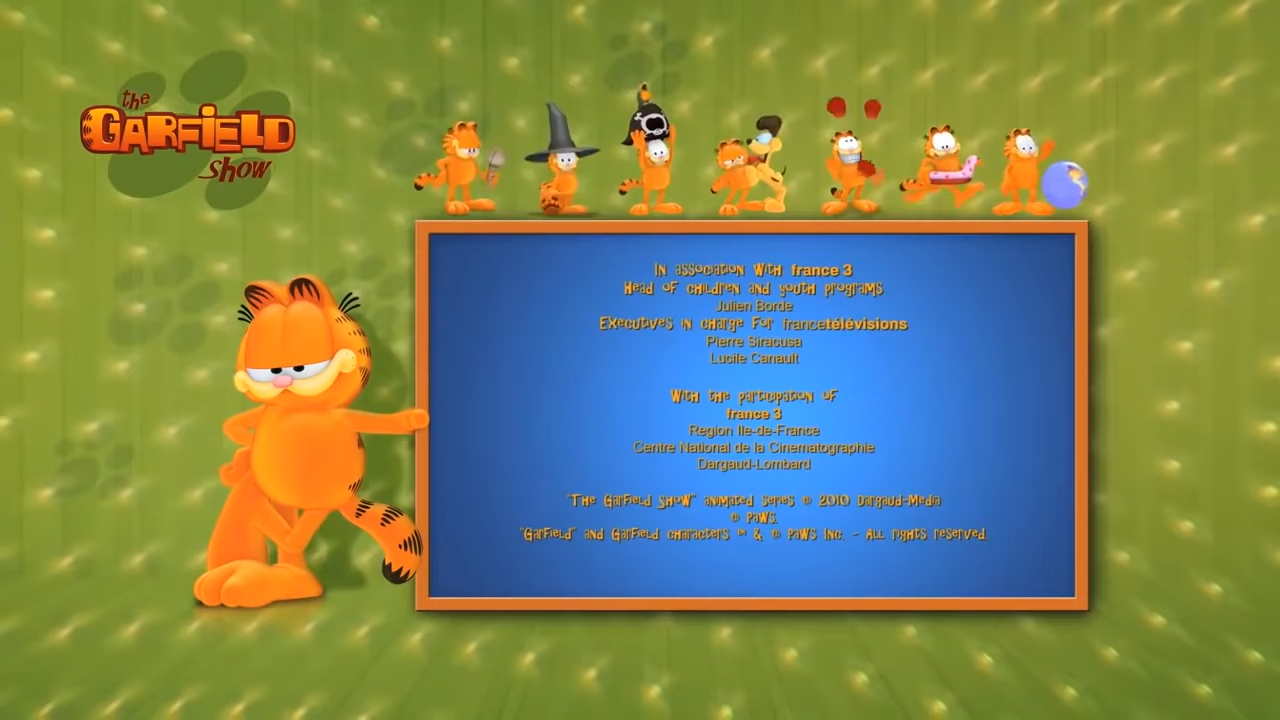 the
GARFIELD
show
In association with france 3
Head of children and youth programs
Julien Borde
Executives in charge for francetélévisions
Pierre Siracusa
Lucile Canault
With the participation of
france 3
Region Ile-de-France
Centre National de la Cinematographie
Dargaud-Lombard
"The Garfield Show" animated series © 2010 Dargaud-Media
© PAWS.
"Garfield" and Garfield characters ™ & © PAWS Inc. - All rights reserved.